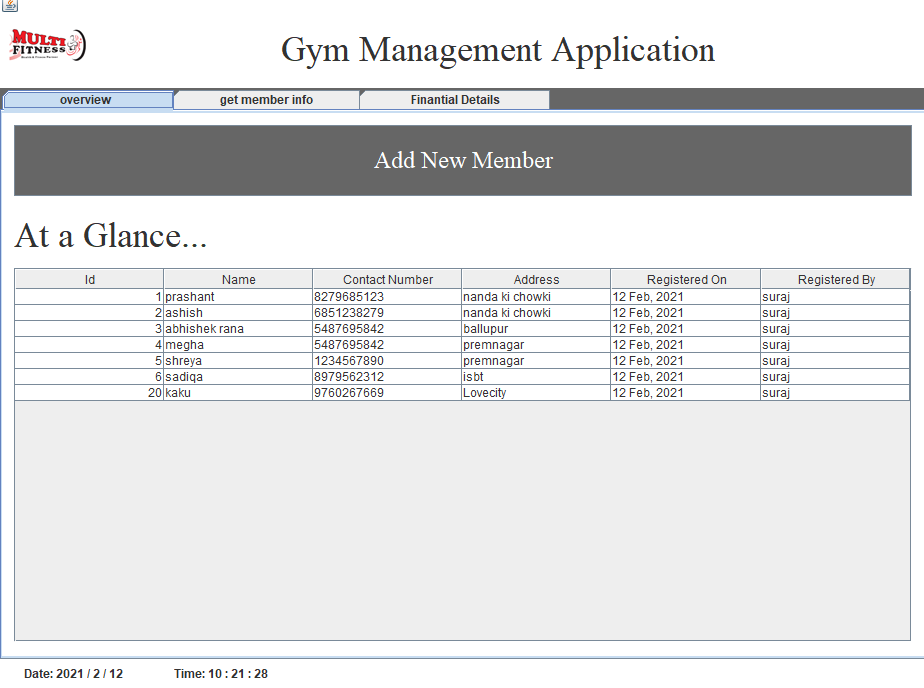 MULTI
FITNESS
Gym Management Application
overview get member info Finantial Details
Add New Member
At a Glance...
Id Name Contact Number Address Registered On Registered By
1 prashant 8279685123 nanda ki chowki 12 Feb, 2021 suraj
2 ashish 6851238279 nanda ki chowki 12 Feb, 2021 suraj
3 abhishek rana 5487695842 ballupur 12 Feb, 2021 suraj
4 megha 5487695842 premnagar 12 Feb, 2021 suraj
5 shreya 1234567890 premnagar 12 Feb, 2021 suraj
6 sadiqa 8979562312 isbt 12 Feb, 2021 suraj
20 kaku 9760267669 Lovecity 12 Feb, 2021 suraj
Date: 2021 / 2 / 12 Time: 10 : 21 : 28